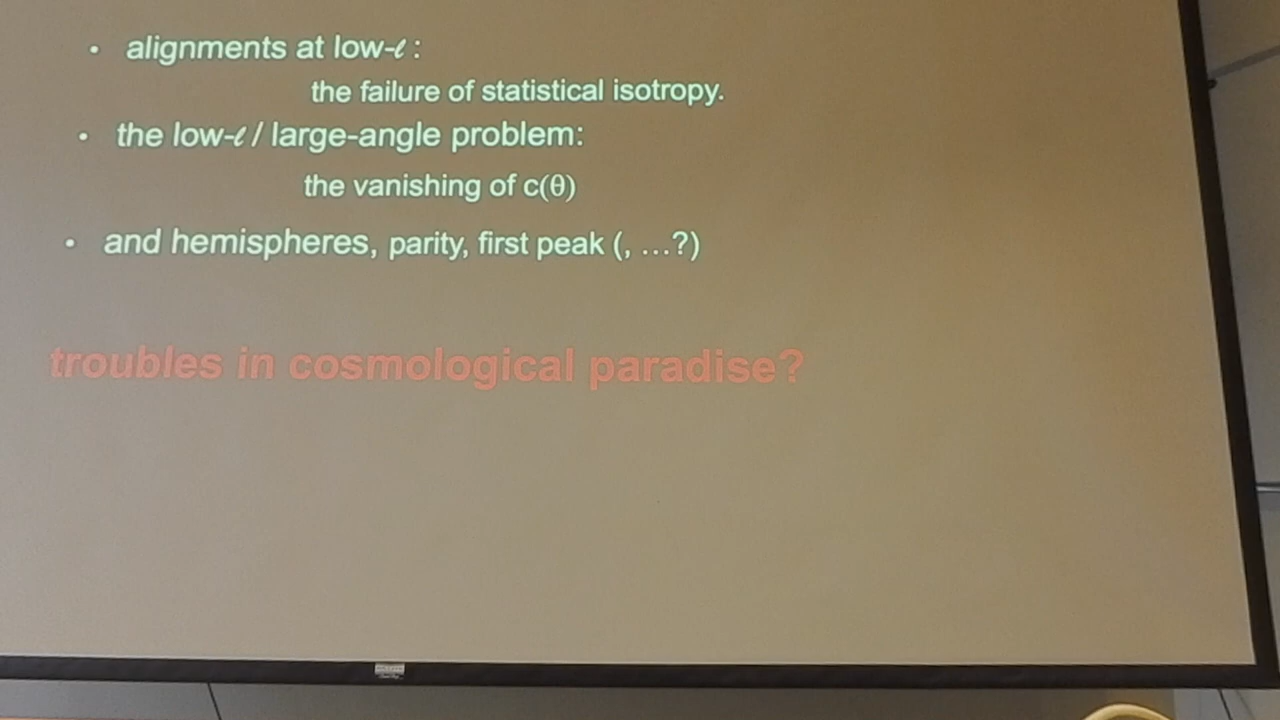 • alignments at low-ℓ :
the failure of statistical isotropy.
• the low-ℓ / large-angle problem:
the vanishing of c(θ)
• and hemispheres, parity, first peak (, …?)
troubles in cosmological paradise?